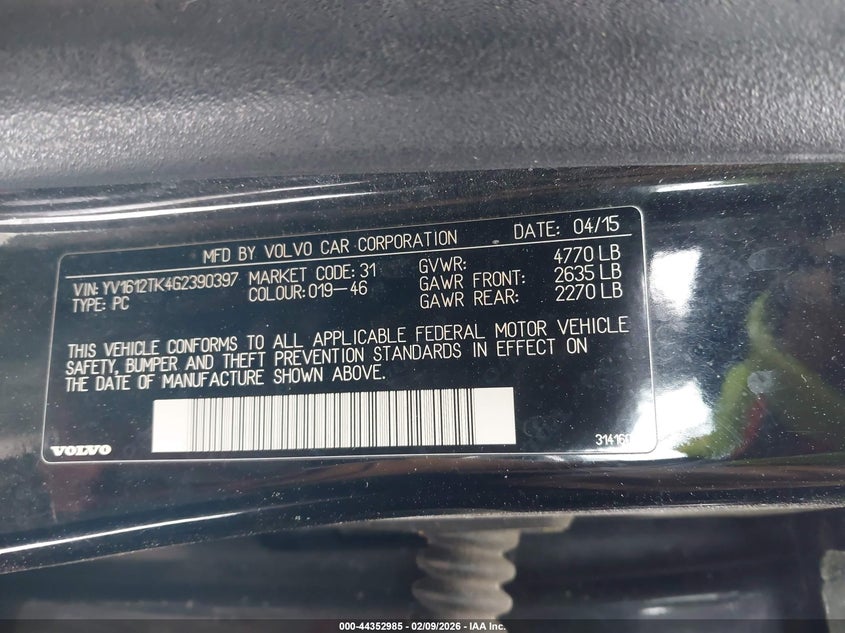 MFD BY VOLVO CAR CORPORATION DATE: 04/15
VIN: YV1612TK4G2390397 MARKET CODE: 31 GVWR: 4770 LB
TYPE: PC COLOUR: 019-46 GAWR FRONT: 2635 LB
GAWR REAR: 2270 LB
THIS VEHICLE CONFORMS TO ALL APPLICABLE FEDERAL MOTOR VEHICLE
SAFETY, BUMPER AND THEFT PREVENTION STANDARDS IN EFFECT ON
THE DATE OF MANUFACTURE SHOWN ABOVE.
VOLVO
000-44352985 - 02/09/2026 - IAA Inc.